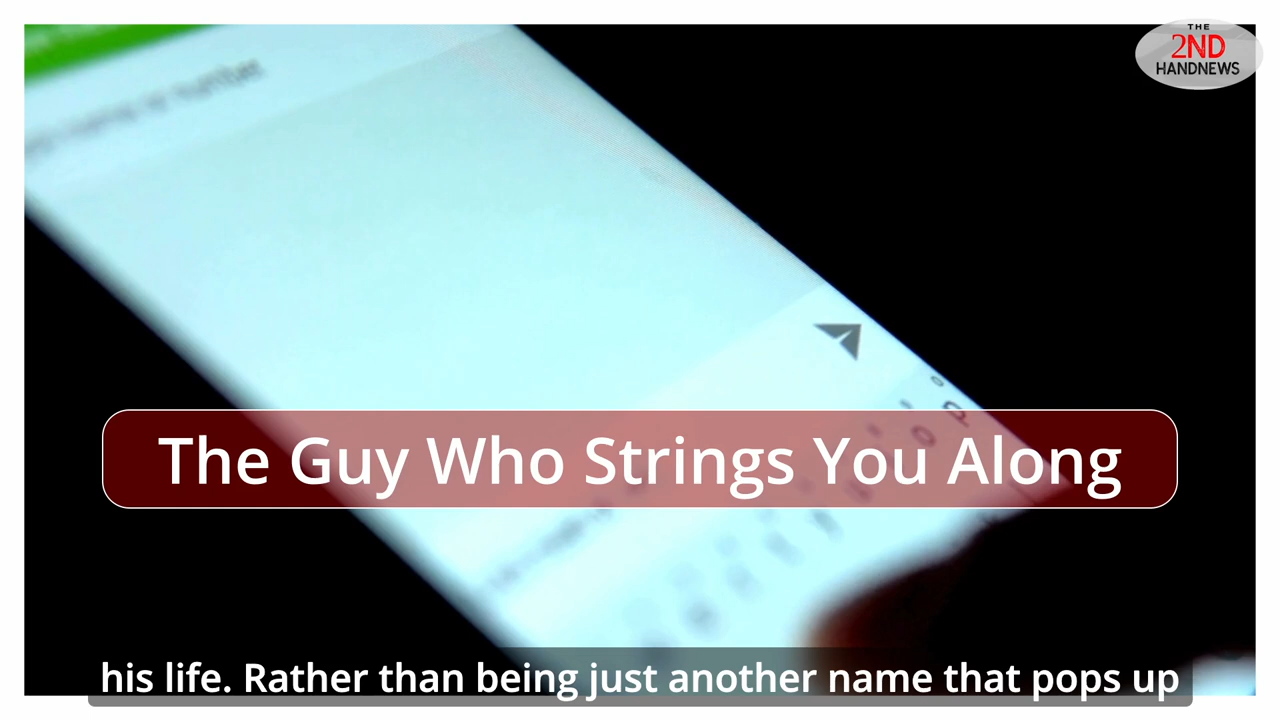 THE
2ND
HANDNEWS
The Guy Who Strings You Along
his life. Rather than being just another name that pops up